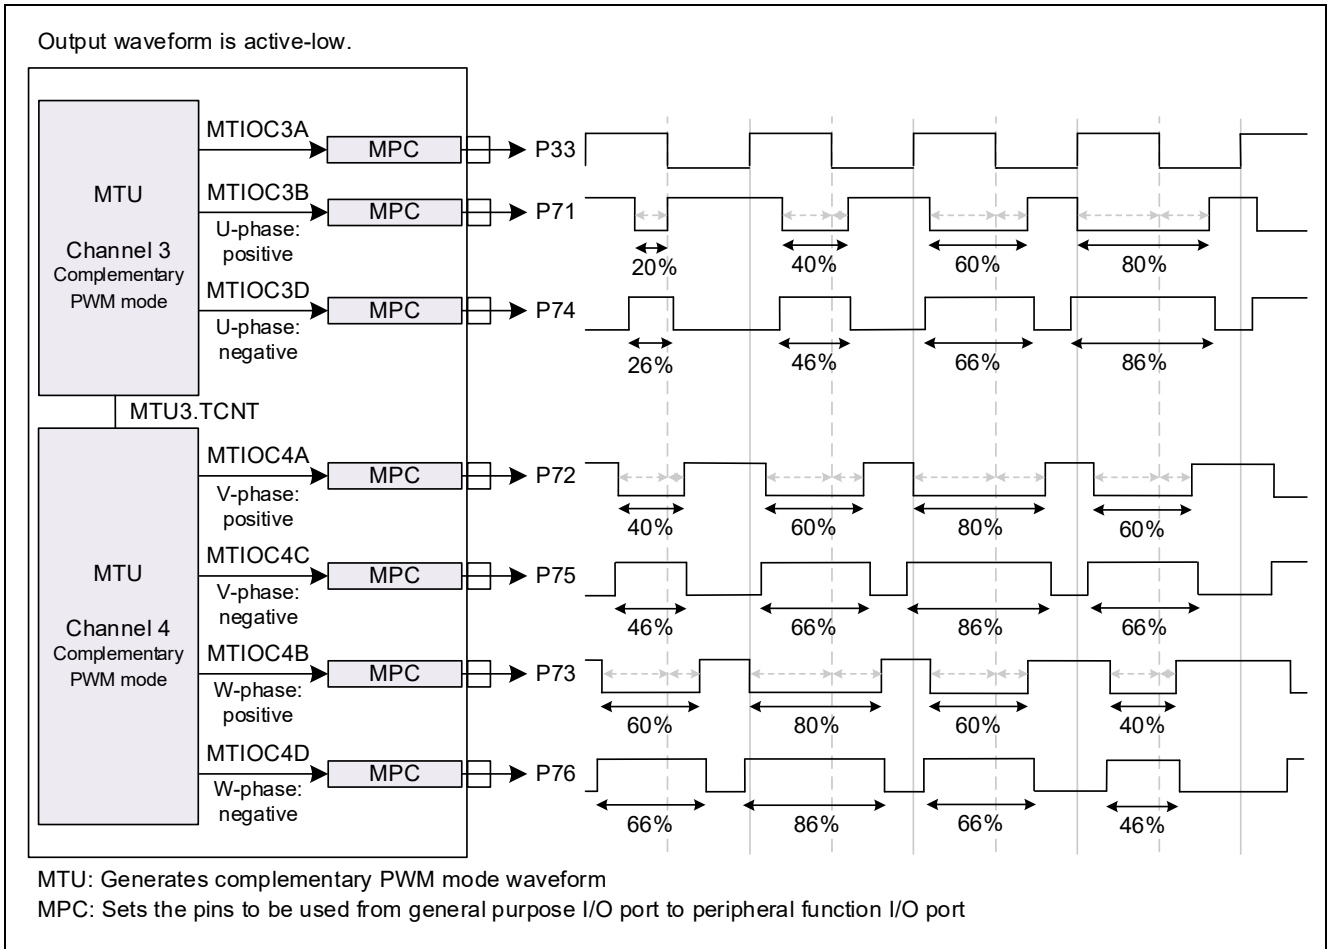 Output waveform is active-low.
MTU
Channel 3
Complementary
PWM mode
MTIOC3A
MPC
P33
MTIOC3B
U-phase:
positive
MPC
P71
20%
40%
60%
80%
MTIOC3D
U-phase:
negative
MPC
P74
26%
46%
66%
86%
MTU3.TCNT
MTU
Channel 4
Complementary
PWM mode
MTIOC4A
V-phase:
positive
MPC
P72
40%
60%
80%
60%
MTIOC4C
V-phase:
negative
MPC
P75
46%
66%
86%
66%
MTIOC4B
W-phase:
positive
MPC
P73
60%
80%
60%
40%
MTIOC4D
W-phase:
negative
MPC
P76
66%
86%
66%
46%
MTU: Generates complementary PWM mode waveform
MPC: Sets the pins to be used from general purpose I/O port to peripheral function I/O port